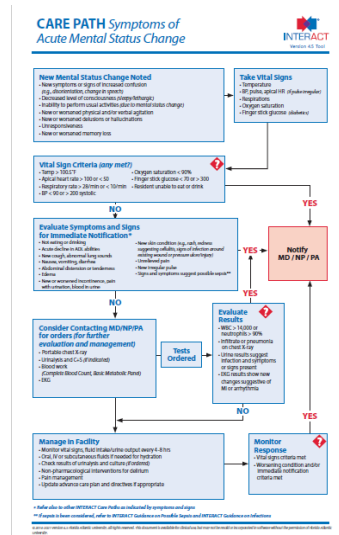 CARE PATH Symptoms of
Acute Mental Status Change
INTERACT
Version 4.5 Tool
New Mental Status Change Noted
• New symptoms or signs of increased confusion
(e.g., disorientation, change in speech)
• Decreased level of consciousness (sleepy/lethargic)
• Inability to perform usual activities (due to mental status change)
• New or worsened physical and/or verbal agitation
• New or worsened delusions or hallucinations
• Unresponsiveness
• New or worsened memory loss
Take Vital Signs
• Temperature
• BP, pulse, apical HR (if pulse irregular)
• Respirations
• Oxygen saturation
• Finger stick glucose (diabetics)
Vital Sign Criteria (any met?)
• Temp > 100.5°F
• Apical heart rate > 100 or < 50
• Respiratory rate > 28/min or < 10/min
• BP < 90 or > 200 systolic
• Oxygen saturation < 90%
• Finger stick glucose < 70 or > 300
• Resident unable to eat or drink
?
NO
YES
Evaluate Symptoms and Signs
for Immediate Notification*
• Not eating or drinking
• Acute decline in ADL abilities
• New cough, abnormal lung sounds
• Nausea, vomiting, diarrhea
• Abdominal distension or tenderness
• Edema
• New or worsened incontinence, pain
with urination, blood in urine
• New skin condition (e.g., rash, redness
suggesting cellulitis, signs of infection around
existing wound or pressure ulcer/injury)
• Unrelieved pain
• New irregular pulse
• Signs and symptoms suggest possible sepsis**
YES
Notify
MD / NP / PA
YES
NO
Consider Contacting MD/NP/PA
for orders (for further
evaluation and management)
• Portable chest X-ray
• Urinalysis and C+S (if indicated)
• Blood work
(Complete Blood Count, Basic Metabolic Panel)
• EKG
Tests
Ordered
Evaluate
Results
?
• WBC > 14,000 or
neutrophils > 90%
• Infiltrate or pneumonia
on chest X-ray
• Urine results suggest
infection and symptoms
or signs present
• EKG results show new
changes suggestive of
MI or arrhythmia
NO
YES
Manage in Facility
• Monitor vital signs, fluid intake/urine output every 4–8 hrs
• Oral, IV or subcutaneous fluids if needed for hydration
• Check results of urinalysis and culture (if ordered)
• Non-pharmacological interventions for delirium
• Pain management
• Update advance care plan and directives if appropriate
Monitor
Response
?
• Vital signs criteria met
• Worsening condition and/or
immediate notification
criteria met
* Refer also to other INTERACT Care Paths as indicated by symptoms and signs
** If sepsis is considered, refer to INTERACT Guidance on Possible Sepsis and INTERACT Guidance on Infections